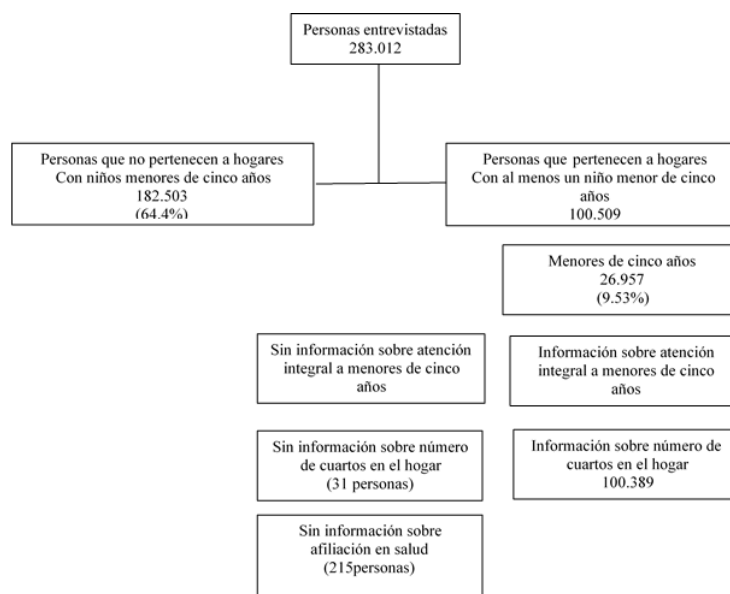 Personas entrevistadas
283.012
Personas que no pertenecen a hogares
Con niños menores de cinco años
182.503
(64.4%)
Personas que pertenecen a hogares
Con al menos un niño menor de cinco
años
100.509
Menores de cinco años
26.957
(9.53%)
Sin información sobre atención
integral a menores de cinco
años
Información sobre atención
integral a menores de cinco
años
Sin información sobre número
de cuartos en el hogar
(31 personas)
Información sobre número de
cuartos en el hogar
100.389
Sin información sobre
afiliación en salud
(215personas)